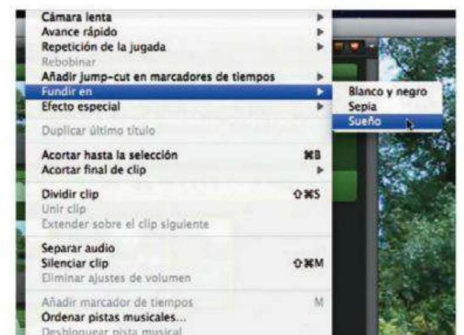 Cámara lenta
Avance rápido
Repetición de la jugada
Rebobinar
Añadir jump-cut en marcadores de tiempos
Fundir en
Blanco y negro
Efecto especial
Sepia
Sueño
Duplicar último título
Acortar hasta la selección ⌘B
Acortar final de clip
Dividir clip ⇧⌘S
Unir clip
Extender sobre el clip siguiente
Separar audio
Silenciar clip ⇧⌘M
Eliminar ajustes de volumen
Añadir marcador de tiempos M
Ordenar pistas musicales...
Desbloquear pista musical